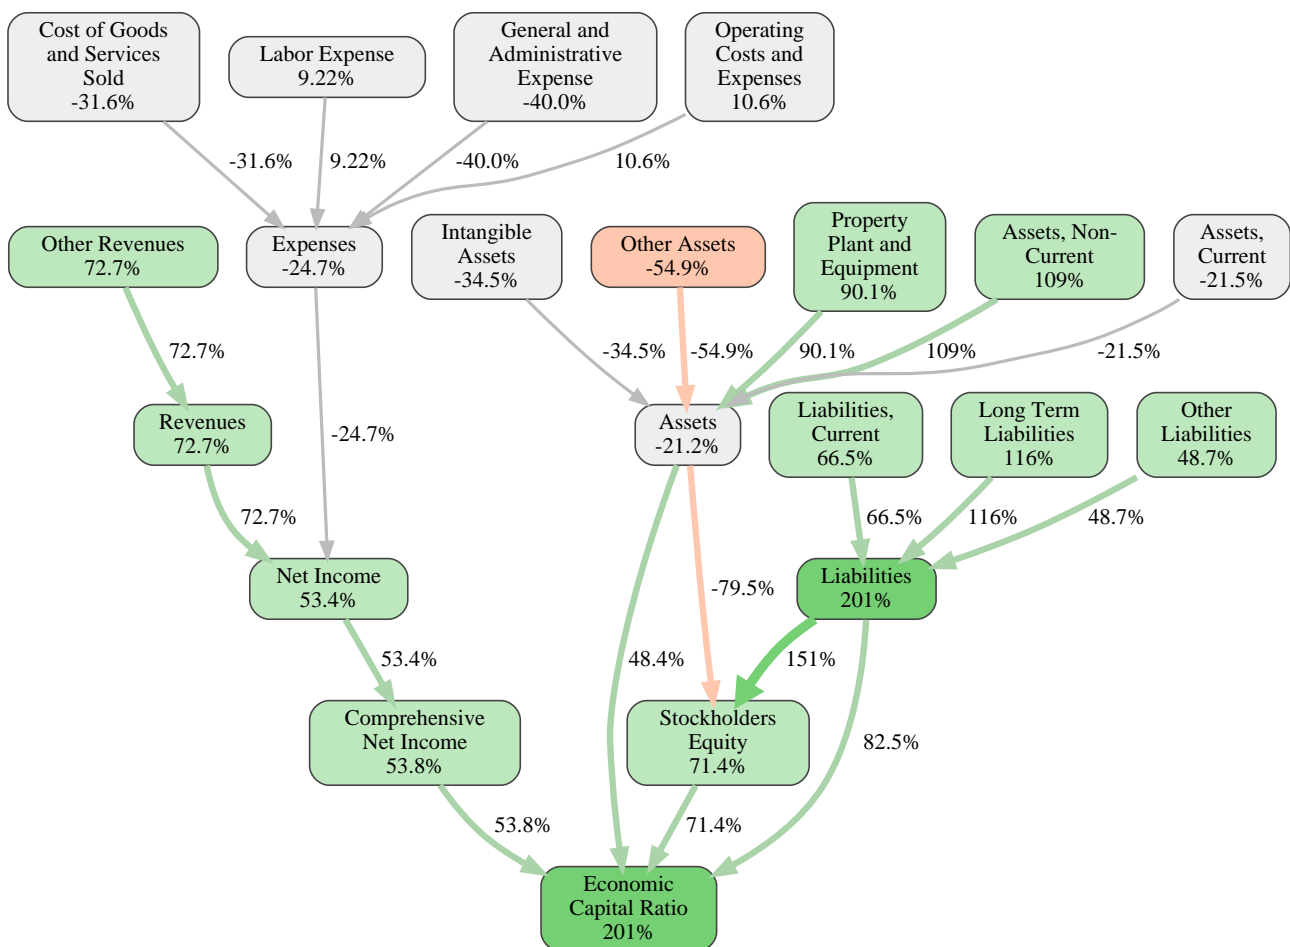 Cost of Goods
and Services
Sold
-31.6%
Labor Expense
9.22%
General and
Administrative
Expense
-40.0%
Operating
Costs and
Expenses
10.6%
-31.6%
9.22%
-40.0%
10.6%
Other Revenues
72.7%
Expenses
-24.7%
Intangible
Assets
-34.5%
Other Assets
-54.9%
Property
Plant and
Equipment
90.1%
Assets, Non-
Current
109%
Assets,
Current
-21.5%
72.7%
-34.5%
-54.9%
90.1%
109%
-21.5%
Revenues
72.7%
-24.7%
Assets
-21.2%
Liabilities,
Current
66.5%
Long Term
Liabilities
116%
Other
Liabilities
48.7%
72.7%
66.5%
116%
48.7%
Net Income
53.4%
-79.5%
Liabilities
201%
53.4%
48.4%
151%
Comprehensive
Net Income
53.8%
Stockholders
Equity
71.4%
82.5%
53.8%
71.4%
Economic
Capital Ratio
201%